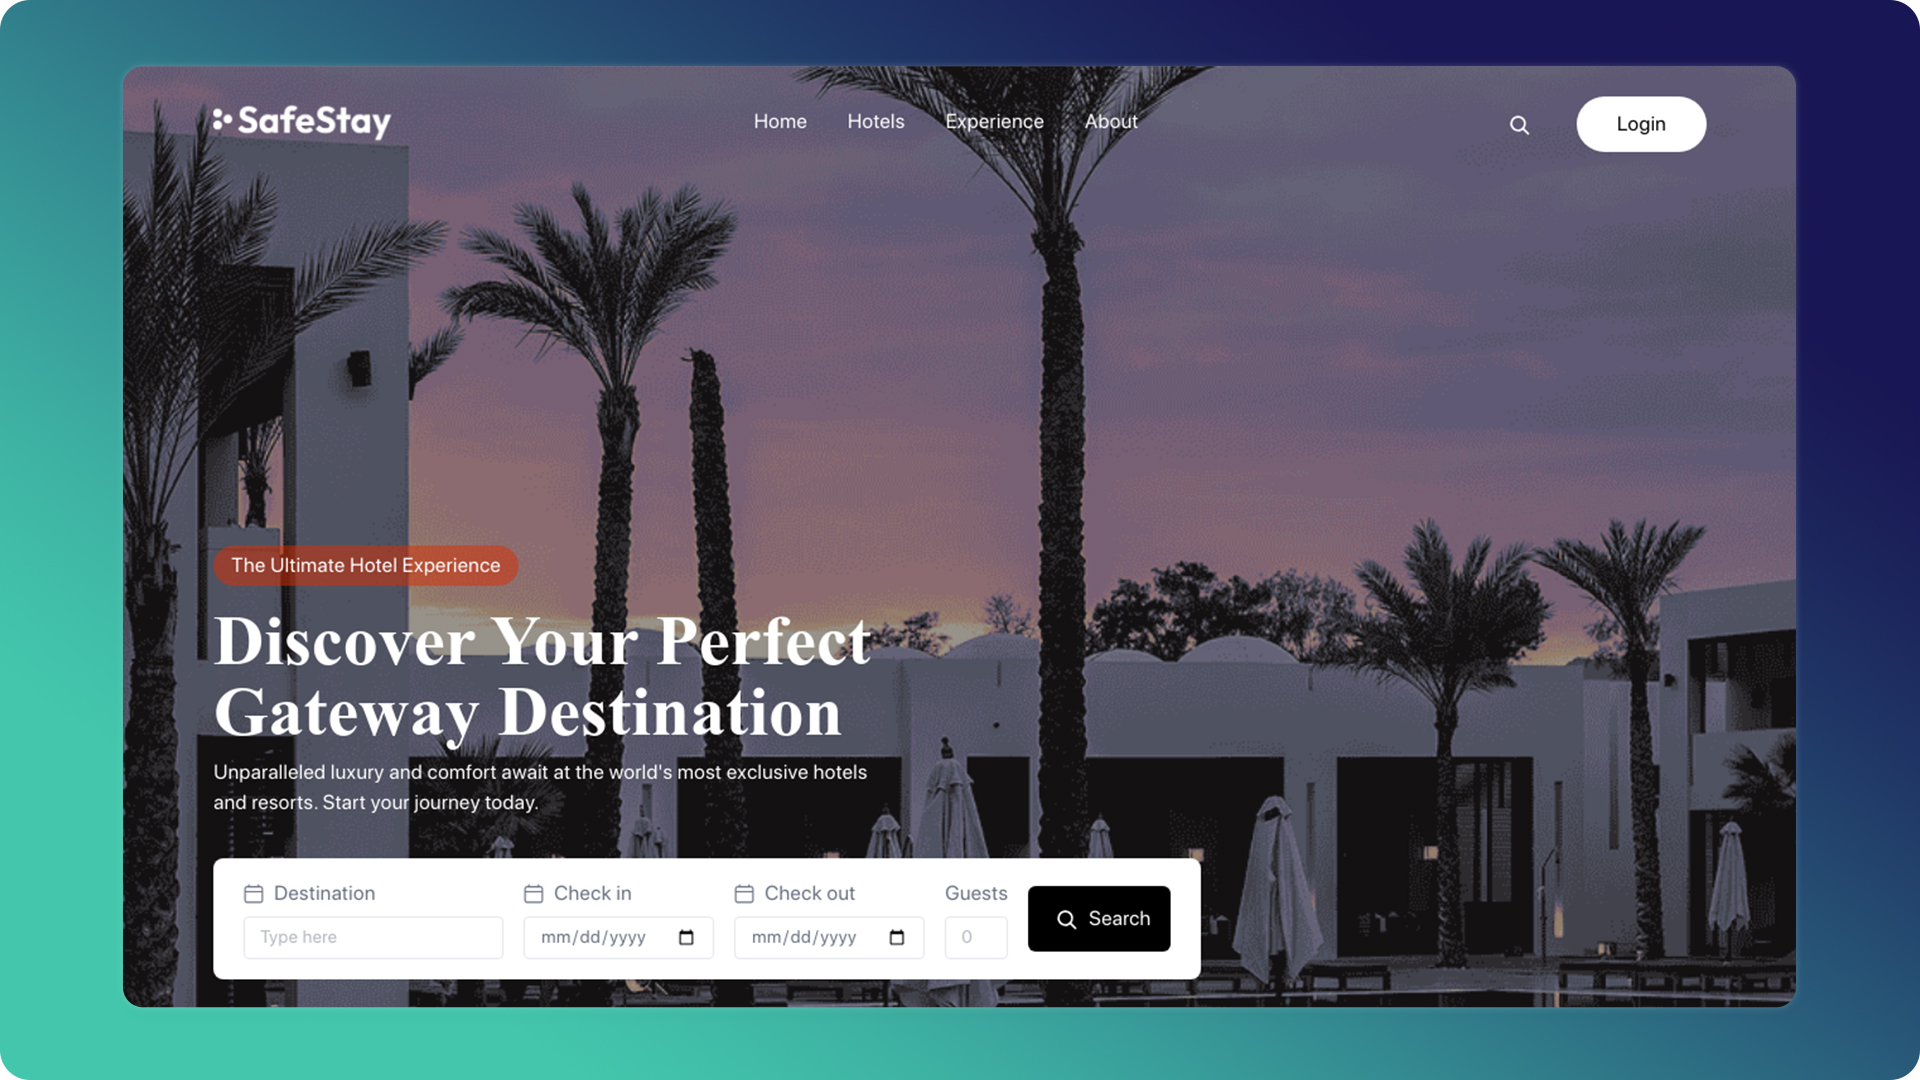 SafeStay
Home Hotels Experience About
Login
The Ultimate Hotel Experience
Discover Your Perfect
Gateway Destination
Unparalleled luxury and comfort await at the world's most exclusive hotels
and resorts. Start your journey today.
Destination Check in Check out Guests
Type here mm/dd/yyyy mm/dd/yyyy 0
Search